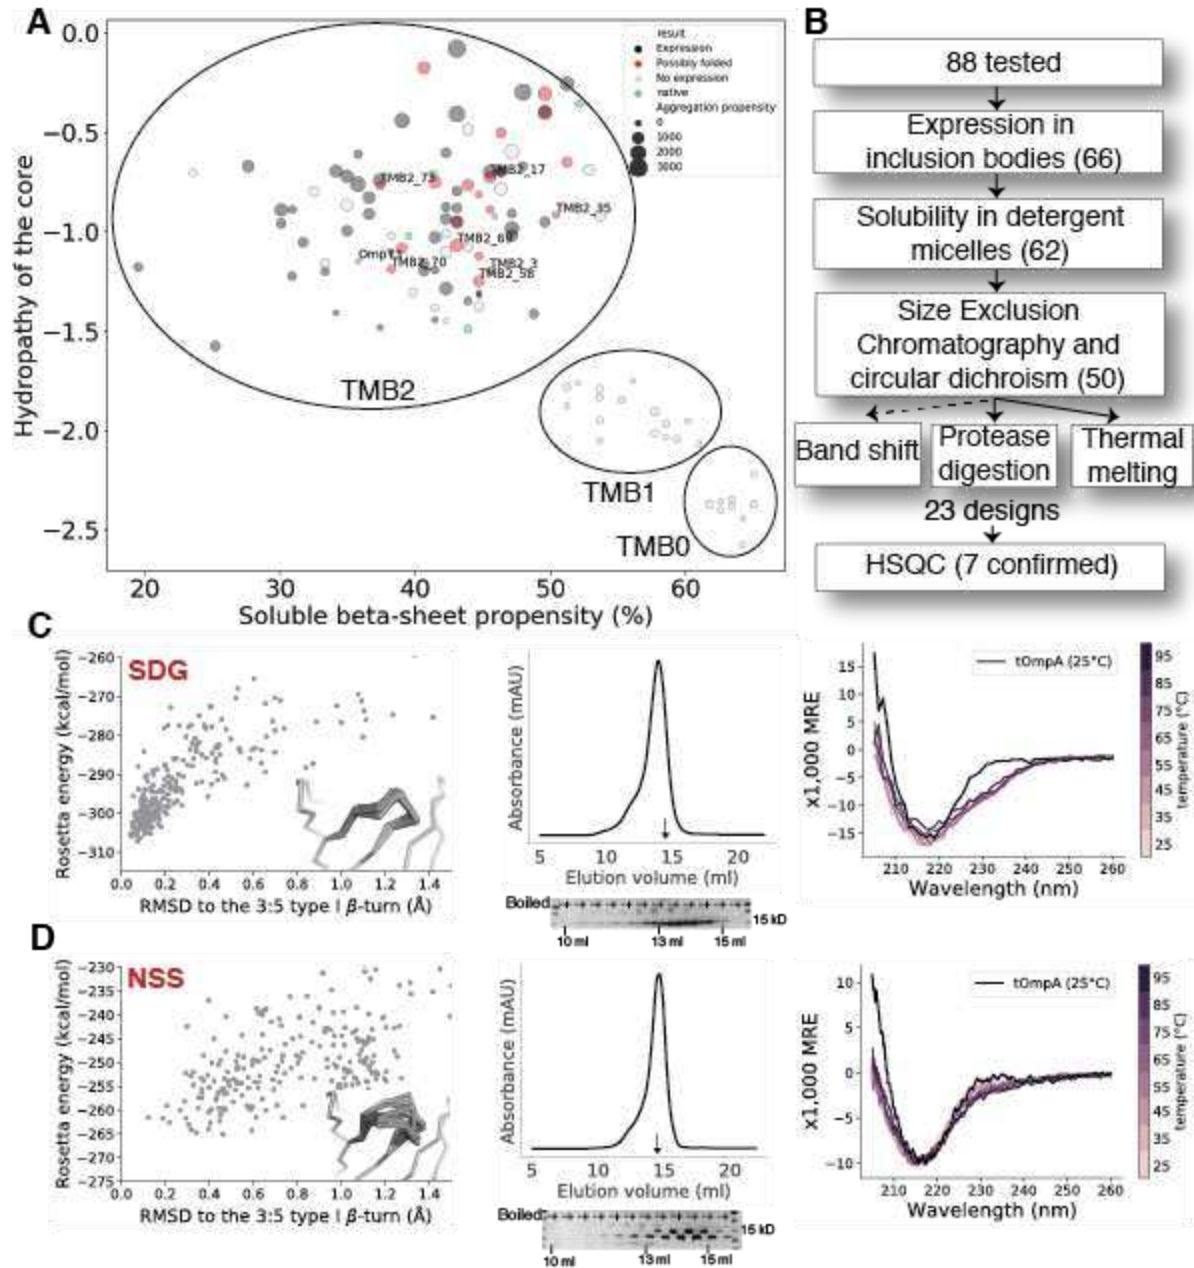 A
0.0
−0.5
−1.0
−1.5
−2.0
−2.5
Hydropathy of the core
20
30
40
50
60
Soluble beta-sheet propensity (%)
result
Expression
Possibly folded
No expression
native
Aggregation propensity
0
1000
2000
3000
TMB2_17
TMB2_35
TMB2_3
TMB2_58
TMB2
TMB1
TMB0
B
88 tested
Expression in
inclusion bodies (66)
Solubility in detergent
micelles (62)
Size Exclusion
Chromatography and
circular dichroism (50)
Band shift
Protease
digestion
Thermal
melting
23 designs
HSQC (7 confirmed)
C
SDG
−260
−270
−280
−290
−300
−310
Rosetta energy (kcal/mol)
0.0 0.2 0.4 0.6 0.8 1.0 1.2 1.4
RMSD to the 3:5 type I β-turn (Å)
Absorbance (mAU)
5 10 15 20
Elution volume (ml)
Boiled
15 kD
10 ml 13 ml 15 ml
x1,000 MRE
15
10
5
0
−5
−10
−15
tOmpA (25°C)
210 220 230 240 250 260
Wavelength (nm)
95
85
75
65
55
45
35
25
temperature (°C)
D
NSS
−230
−235
−240
−245
−250
−255
−260
−265
−270
−275
Rosetta energy (kcal/mol)
0.0 0.2 0.4 0.6 0.8 1.0 1.2 1.4
RMSD to the 3:5 type I β-turn (Å)
Absorbance (mAU)
5 10 15 20
Elution volume (ml)
Boiled
15 kD
10 ml 13 ml 15 ml
x1,000 MRE
10
5
0
−5
−10
tOmpA (25°C)
210 220 230 240 250 260
Wavelength (nm)
95
85
75
65
55
45
35
25
temperature (°C)